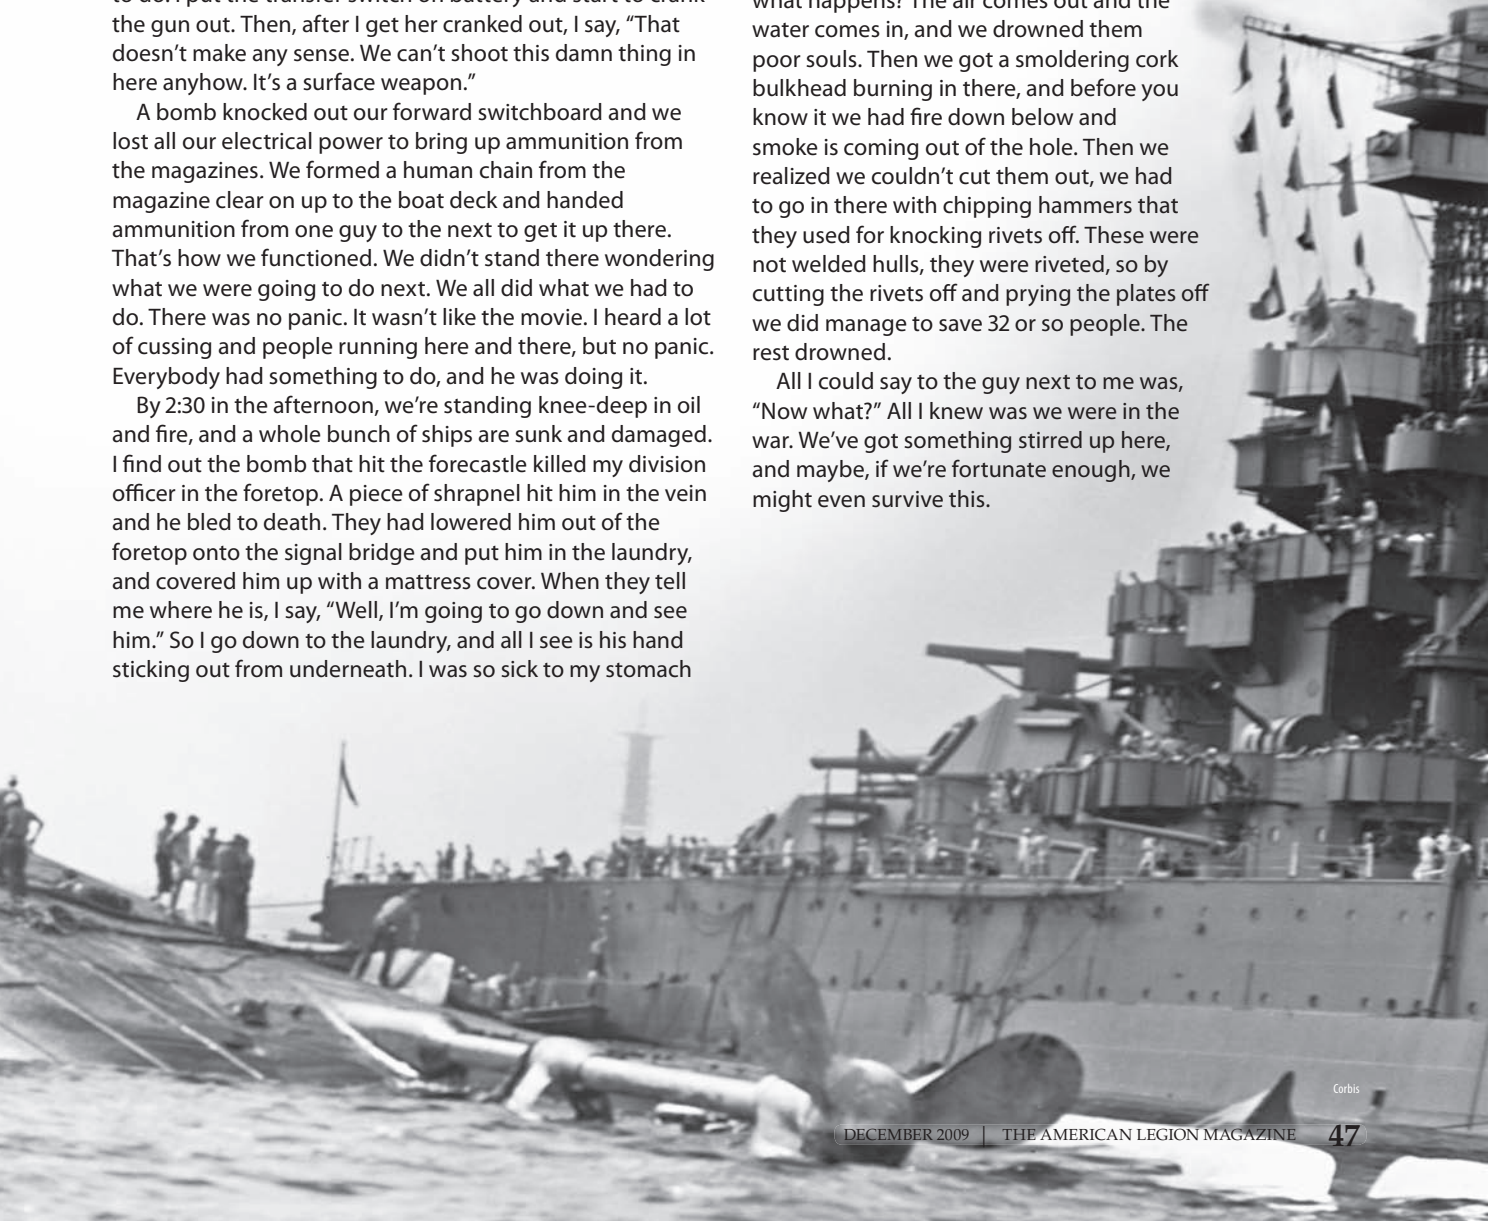 to do. I put the transfer switch on battery and start to crank
the gun out. Then, after I get her cranked out, I say, “That
doesn’t make any sense. We can’t shoot this damn thing in
here anyhow. It’s a surface weapon.”
A bomb knocked out our forward switchboard and we
lost all our electrical power to bring up ammunition from
the magazines. We formed a human chain from the
magazine clear on up to the boat deck and handed
ammunition from one guy to the next to get it up there.
That’s how we functioned. We didn’t stand there wondering
what we were going to do next. We all did what we had to
do. There was no panic. It wasn’t like the movie. I heard a lot
of cussing and people running here and there, but no panic.
Everybody had something to do, and he was doing it.
By 2:30 in the afternoon, we’re standing knee-deep in oil
and fire, and a whole bunch of ships are sunk and damaged.
I find out the bomb that hit the forecastle killed my division
officer in the foretop. A piece of shrapnel hit him in the vein
and he bled to death. They had lowered him out of the
foretop onto the signal bridge and put him in the laundry,
and covered him up with a mattress cover. When they tell
me where he is, I say, “Well, I’m going to go down and see
him.” So I go down to the laundry, and all I see is his hand
sticking out from underneath. I was so sick to my stomach
what happens? The air comes out and the
water comes in, and we drowned them
poor souls. Then we got a smoldering cork
bulkhead burning in there, and before you
know it we had fire down below and
smoke is coming out of the hole. Then we
realized we couldn’t cut them out, we had
to go in there with chipping hammers that
they used for knocking rivets off. These were
not welded hulls, they were riveted, so by
cutting the rivets off and prying the plates off
we did manage to save 32 or so people. The
rest drowned.
All I could say to the guy next to me was,
“Now what?” All I knew was we were in the
war. We’ve got something stirred up here,
and maybe, if we’re fortunate enough, we
might even survive this.
Corbis
DECEMBER 2009 | THE AMERICAN LEGION MAGAZINE 47